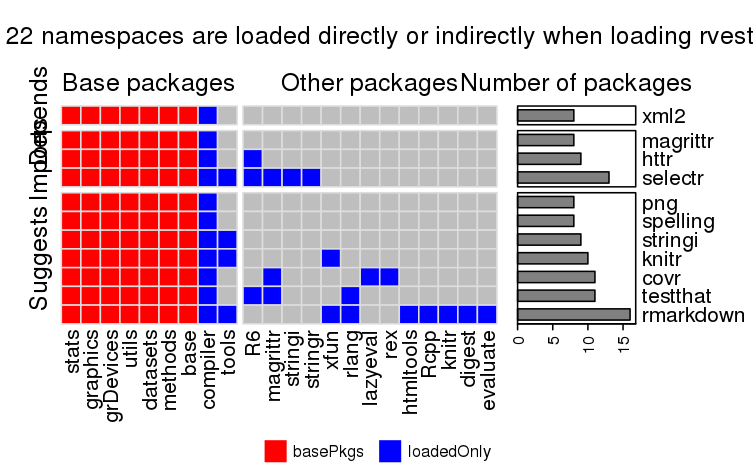 22 namespaces are loaded directly or indirectly when loading rvest
Base packages
Other packages
Number of packages
Depends
Imports
Suggests
xml2
magrittr
httr
selectr
png
spelling
stringi
knitr
covr
testthat
rmarkdown
stats
graphics
grDevices
utils
datasets
methods
base
compiler
tools
R6
magrittr
stringi
stringr
xfun
rlang
lazyeval
rex
htmltools
Rcpp
knitr
digest
evaluate
0
5
10
15
basePkgs
loadedOnly